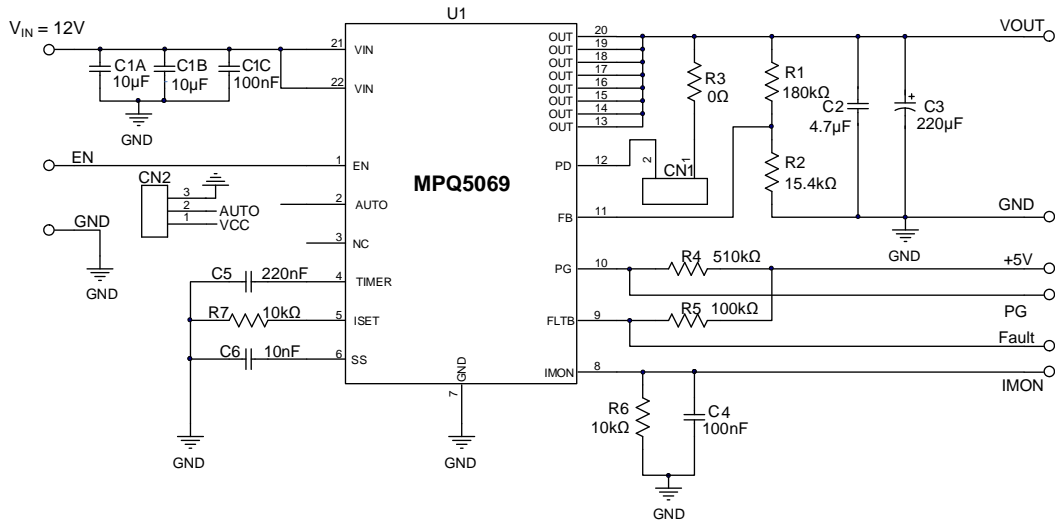 U1
V_IN = 12V
VOUT
C1A
10µF
C1B
10µF
C1C
100nF
GND
21
VIN
22
VIN
OUT
20
OUT
19
OUT
18
OUT
17
OUT
16
OUT
15
OUT
14
OUT
13
R3
0Ω
R1
180kΩ
C2
4.7µF
+
C3
220µF
EN
1
EN
MPQ5069
PD
12
2
1
CN1
R2
15.4kΩ
CN2
3
2
AUTO
1
VCC
2
AUTO
FB
11
GND
GND
GND
GND
3
NC
C5
220nF
4
TIMER
PG
10
R4
510kΩ
+5V
PG
R7
10kΩ
5
ISET
FLTB
9
R5
100kΩ
Fault
C6
10nF
6
SS
GND
7
IMON
8
IMON
R6
10kΩ
C4
100nF
GND
GND
GND